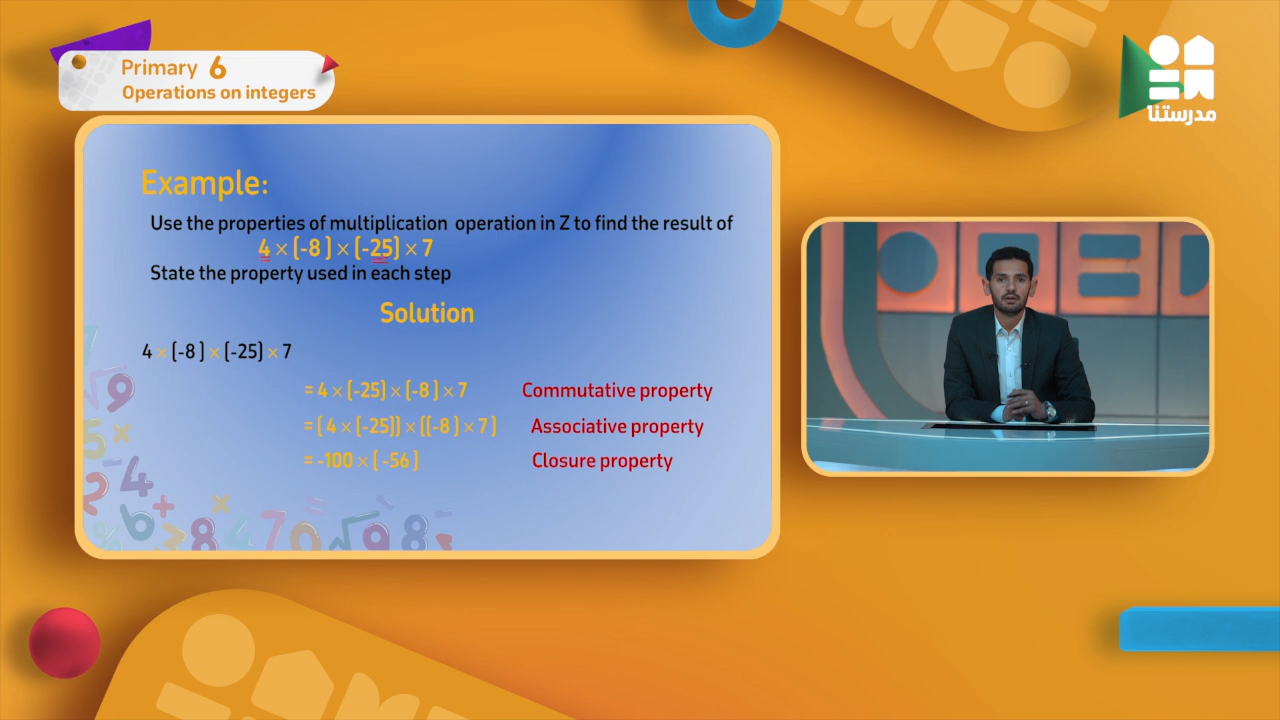 Primary 6
Operations on integers
مدرستنا
Example:
Use the properties of multiplication operation in Z to find the result of
4 × (-8 ) × (-25) × 7
State the property used in each step
Solution
4 × (-8 ) × (-25) × 7
= 4 × (-25) × (-8 ) × 7 Commutative property
= ( 4 × (-25)) × ((-8 ) × 7 ) Associative property
= -100 × ( -56 ) Closure property